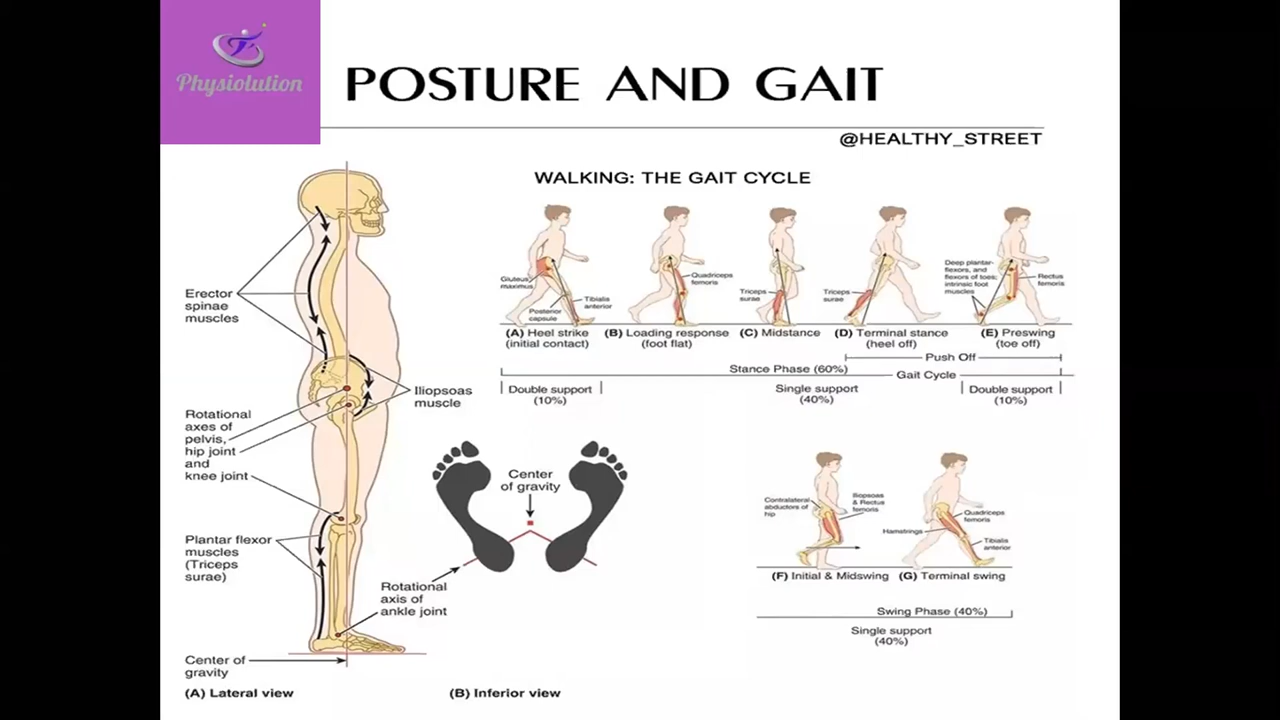 Physiolution
POSTURE AND GAIT
@HEALTHY_STREET
Erector
spinae
muscles
Iliopsoas
muscle
Rotational
axes of
pelvis,
hip joint
and
knee joint
Plantar flexor
muscles
(Triceps
surae)
Center of
gravity
(A) Lateral view
Center
of gravity
Rotational
axis of
ankle joint
(B) Inferior view
WALKING: THE GAIT CYCLE
Gluteus
maximus
Posterior
capsule
Tibialis
anterior
(A) Heel strike
(initial contact)
Quadriceps
femoris
(B) Loading response
(foot flat)
Triceps
surae
(C) Midstance
Triceps
surae
(D) Terminal stance
(heel off)
Deep plantar-
flexors, and
flexors of toes;
intrinsic foot
muscles
Rectus
femoris
(E) Preswing
(toe off)
Push Off
Stance Phase (60%)
Gait Cycle
Double support
(10%)
Single support
(40%)
Double support
(10%)
Contralateral
abductors of
hip
Iliopsoas
& Rectus
femoris
(F) Initial & Midswing
Hamstrings
Quadriceps
femoris
Tibialis
anterior
(G) Terminal swing
Swing Phase (40%)
Single support
(40%)